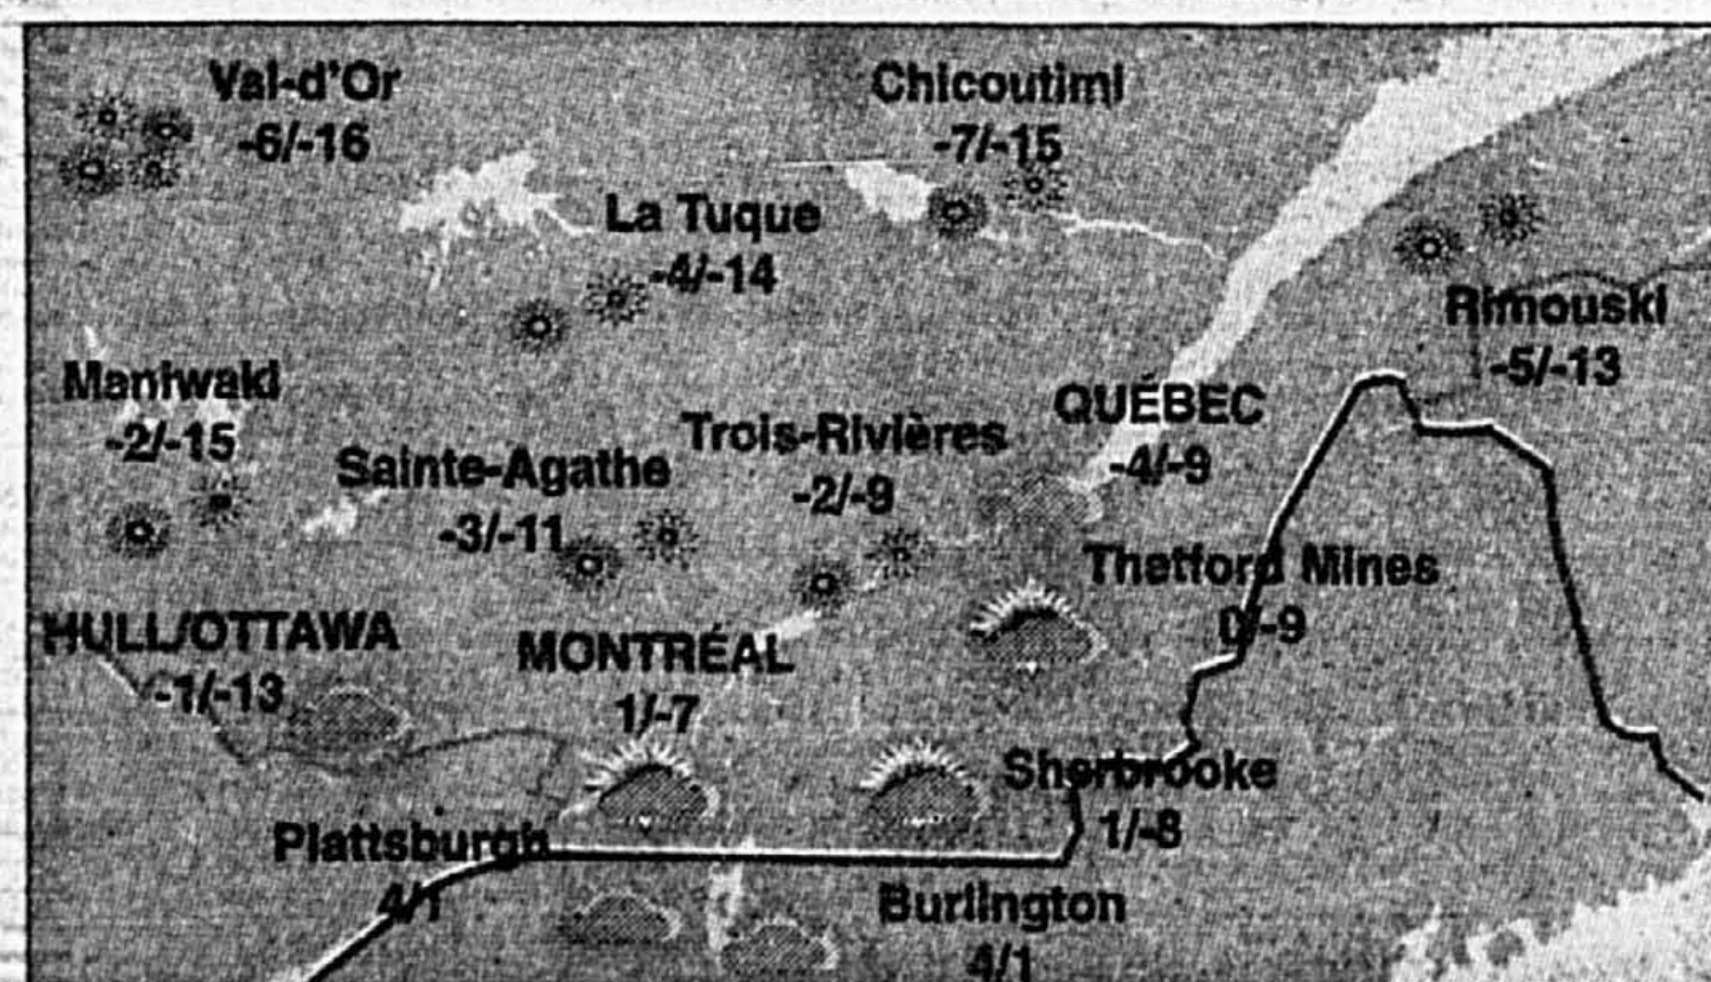 Val-d'Or
-6/-16
Chicoutimi
-7/-15
La Tuque
-4/-14
Rimouski
-5/-13
Maniwaki
-2/-15
Sainte-Agathe
-3/-11
Trois-Rivières
-2/-9
QUÉBEC
-4/-9
Thetford Mines
0/-9
HULL/OTTAWA
-1/-13
MONTRÉAL
1/-7
Sherbrooke
1/-8
Plattsburgh
4/1
Burlington
4/1